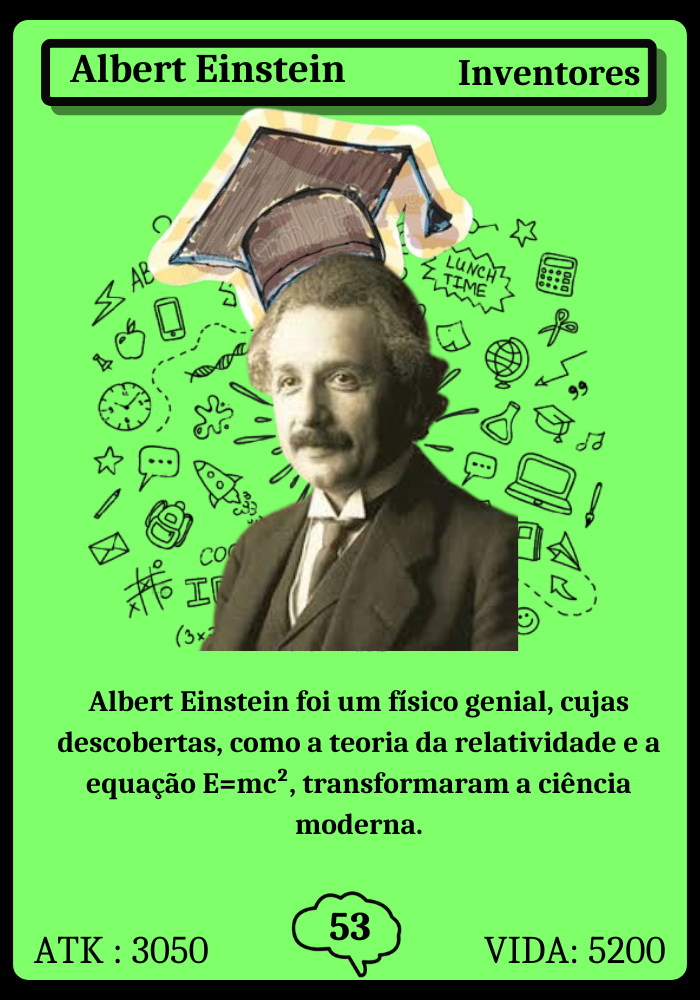 Albert Einstein
Inventores
AB
LUNCH
TIME
Albert Einstein foi um físico genial, cujas
descobertas, como a teoria da relatividade e a
equação E=mc², transformaram a ciência
moderna.
53
ATK : 3050
VIDA: 5200